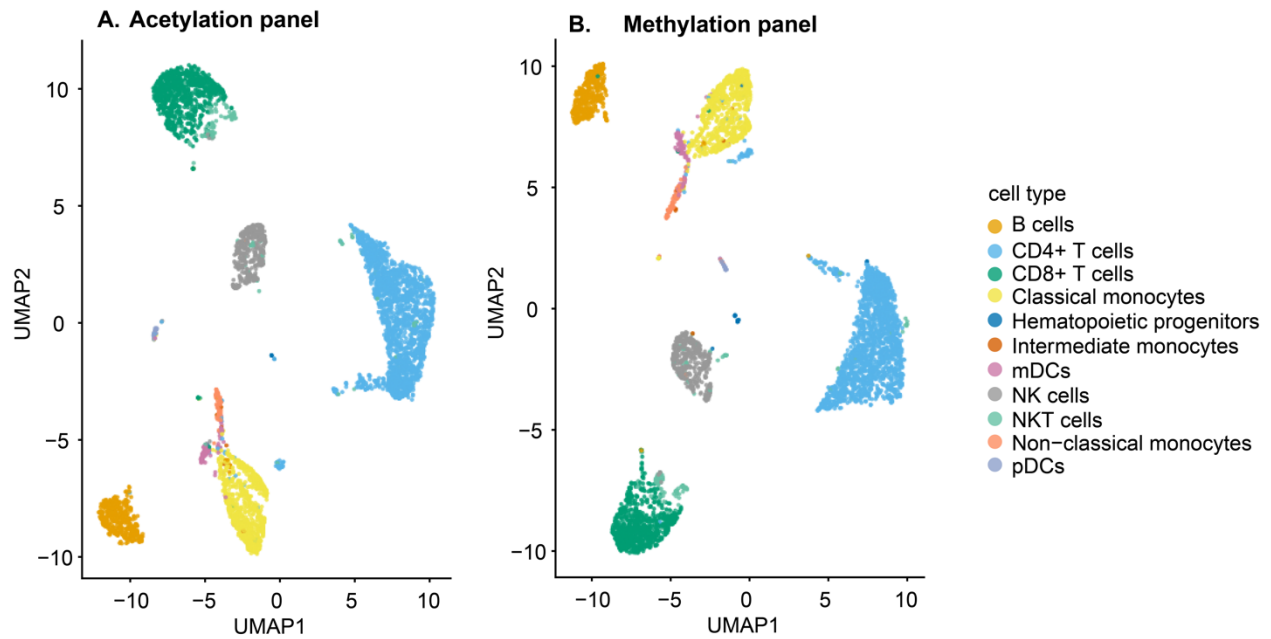 A. Acetylation panel
10
5
0
−5
−10
UMAP2
−10
−5
0
5
10
UMAP1
B. Methylation panel
10
5
0
−5
−10
UMAP2
−10
−5
0
5
10
UMAP1
cell type
B cells
CD4+ T cells
CD8+ T cells
Classical monocytes
Hematopoietic progenitors
Intermediate monocytes
mDCs
NK cells
NKT cells
Non−classical monocytes
pDCs